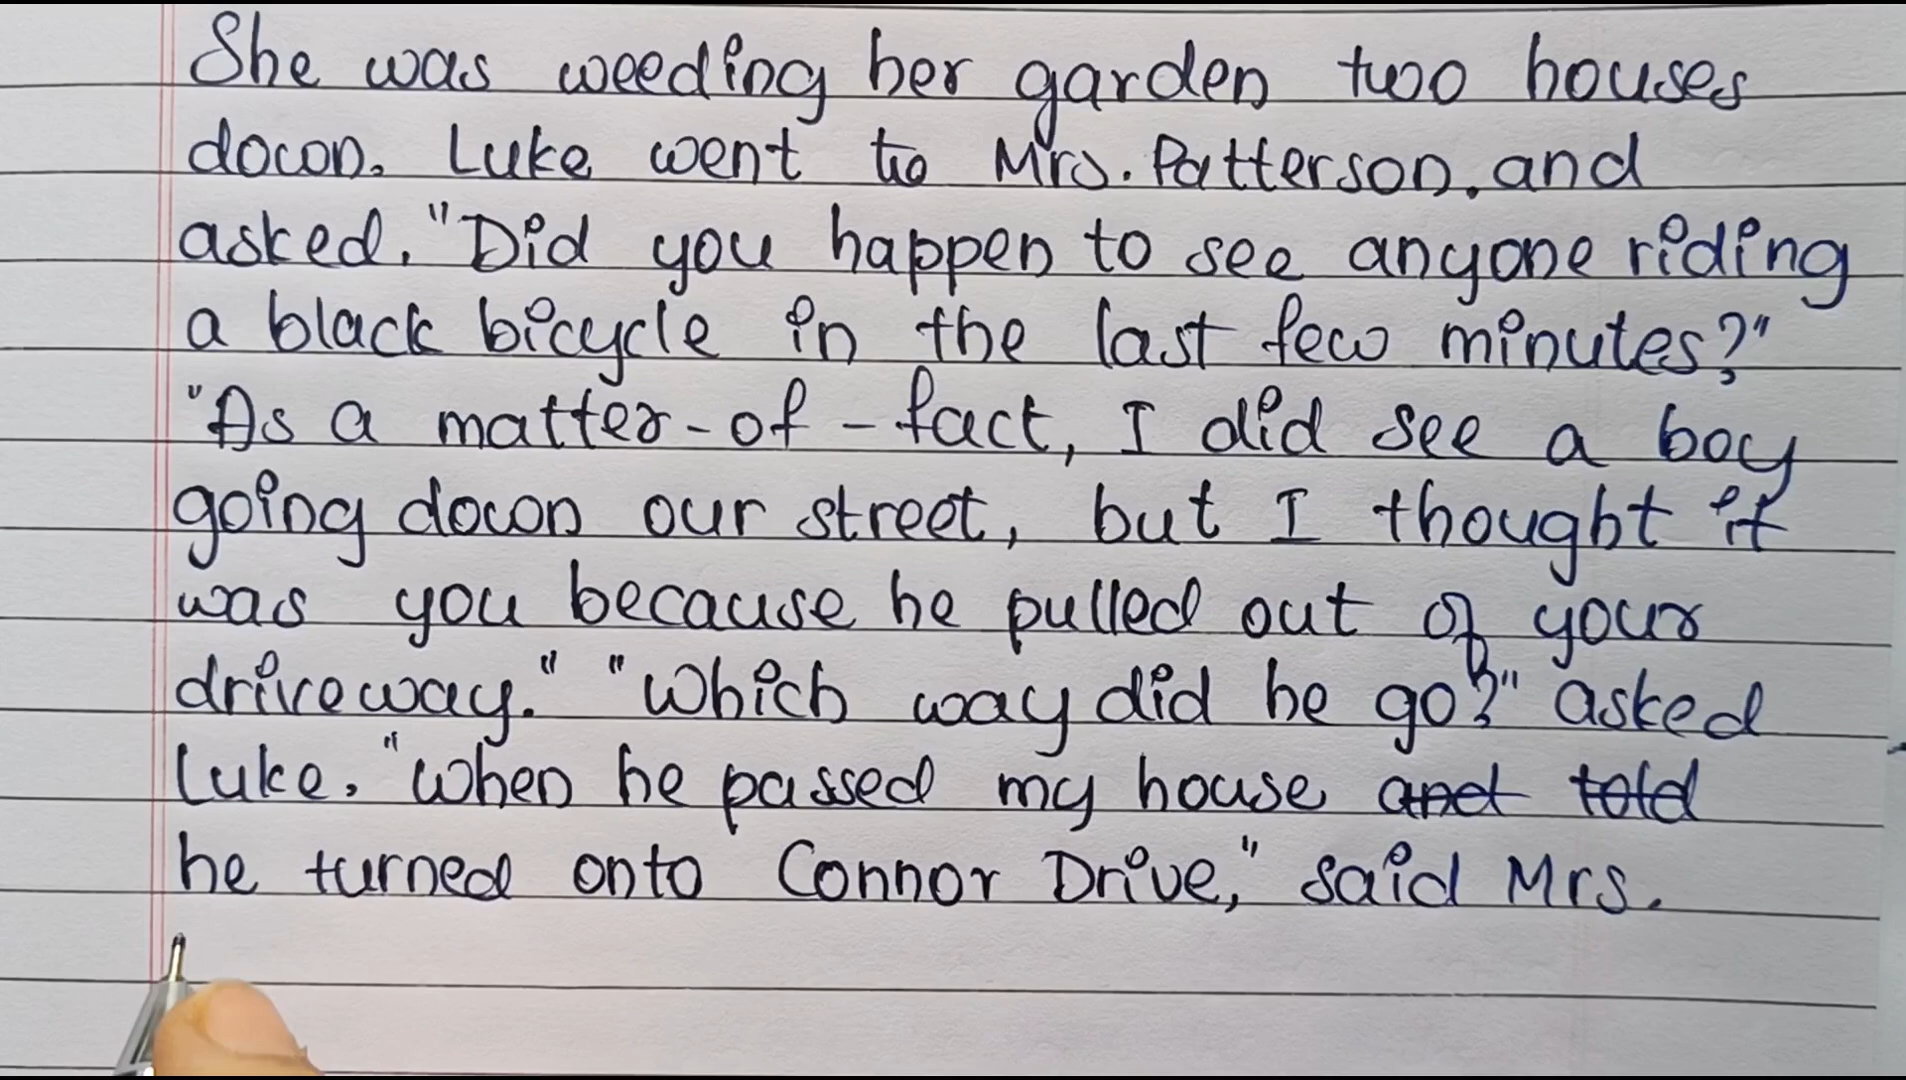 She was weeding her garden two houses
down. Luke went to Mrs. Patterson. and
asked, "Did you happen to see anyone riding
a black bicycle in the last few minutes?"
"As a matter-of-fact, I did see a boy
going down our street, but I thought it
was you because he pulled out of your
driveway." "Which way did he go?" asked
Luke. "When he passed my house and told
he turned onto Connor Drive," said Mrs.